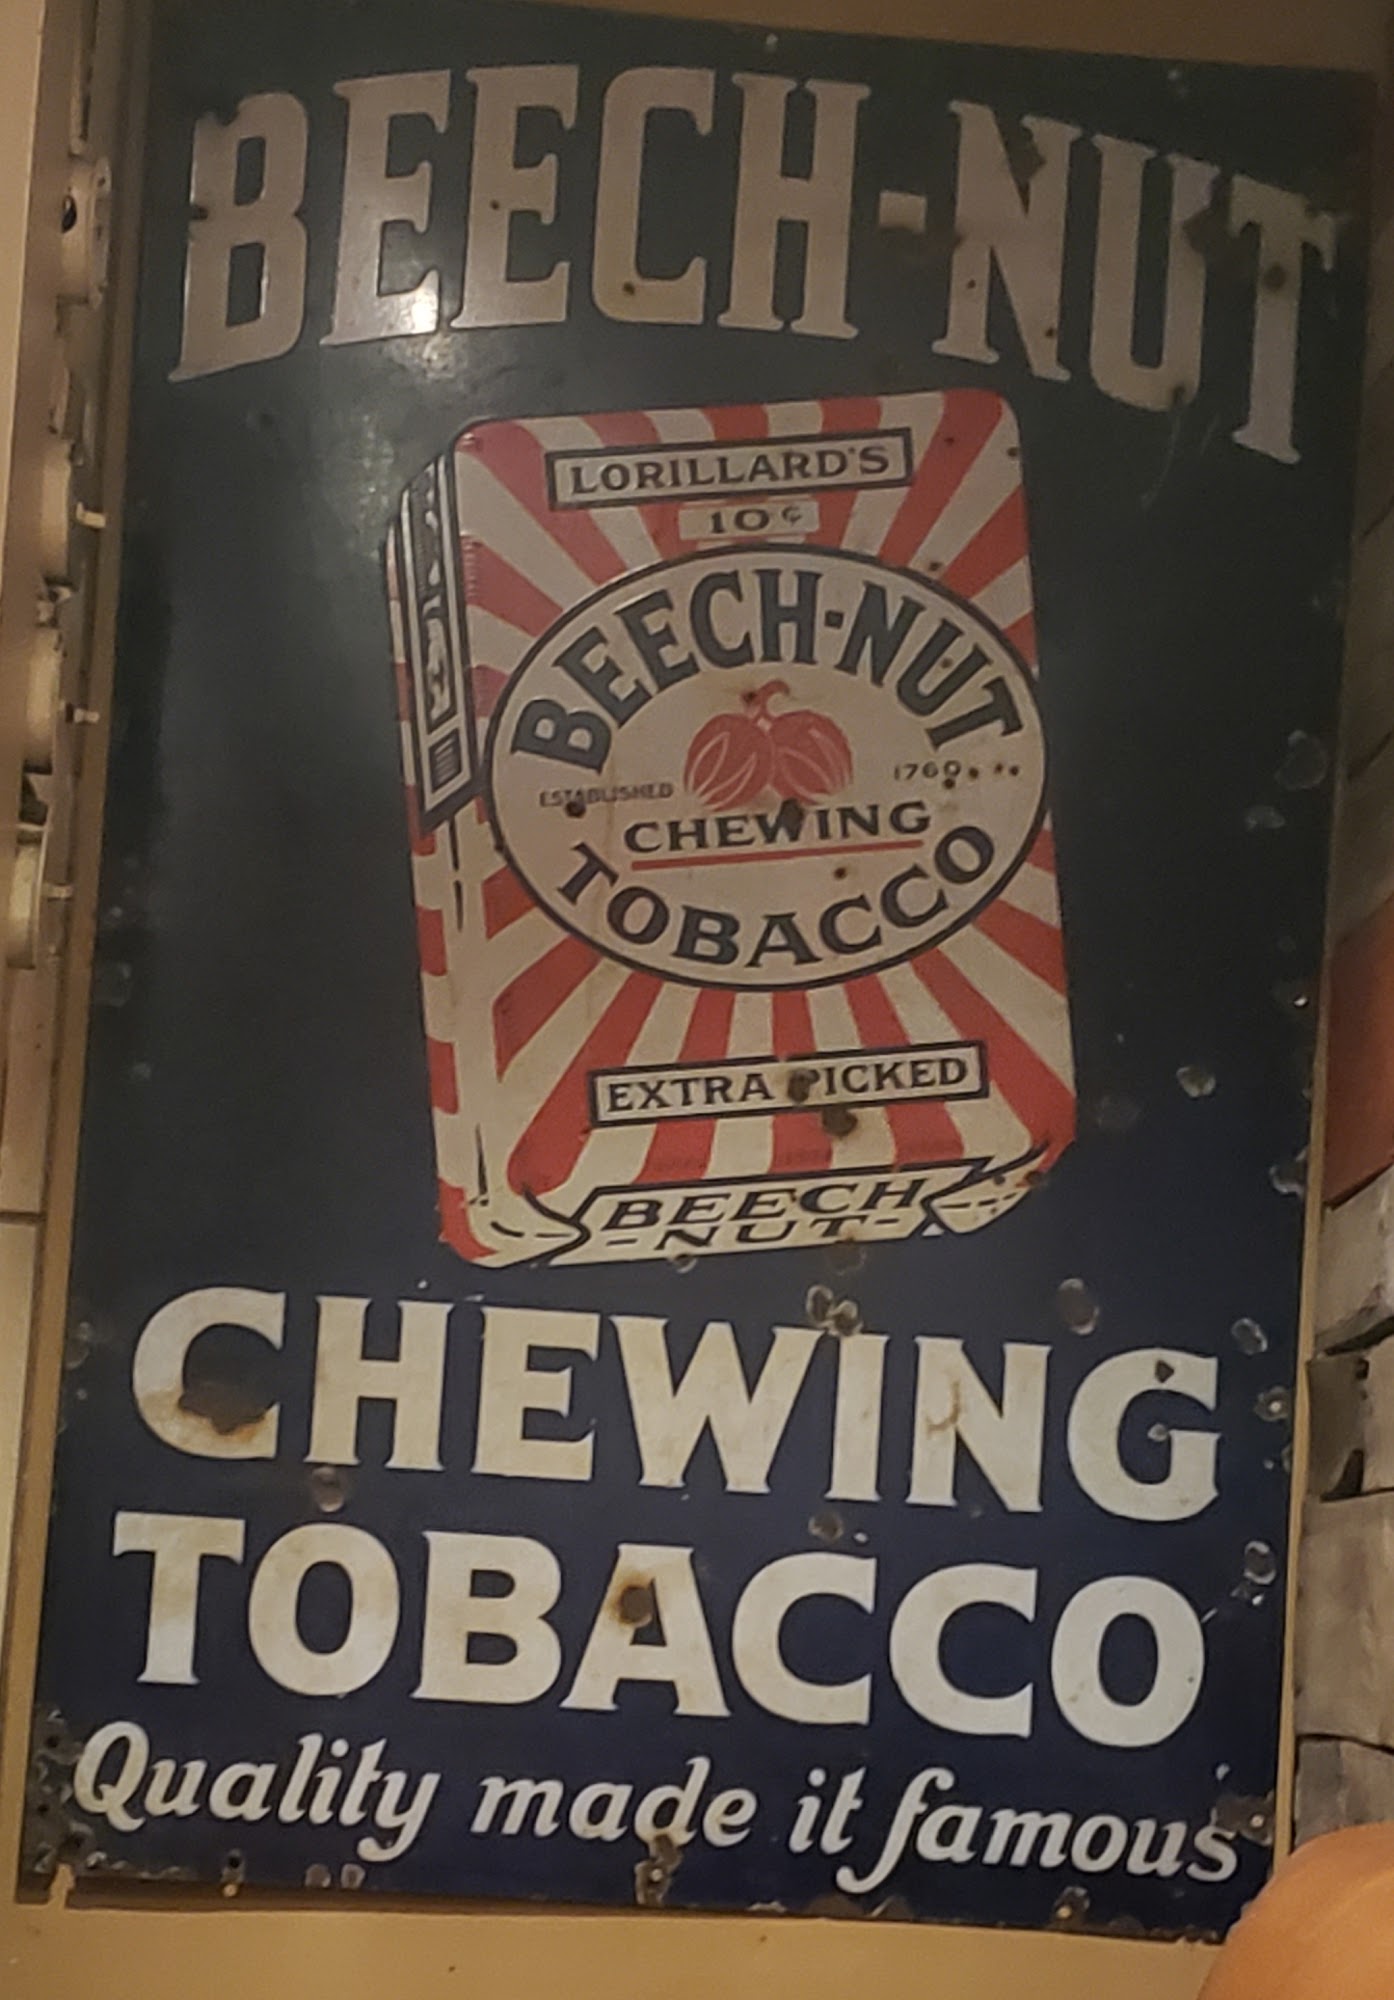 BEECH-NUT
LORILLARD'S
10¢
BEECH-NUT
ESTABLISHED 1760
CHEWING
TOBACCO
EXTRA PICKED
BEECH
-NUT-
CHEWING
TOBACCO
Quality made it famous